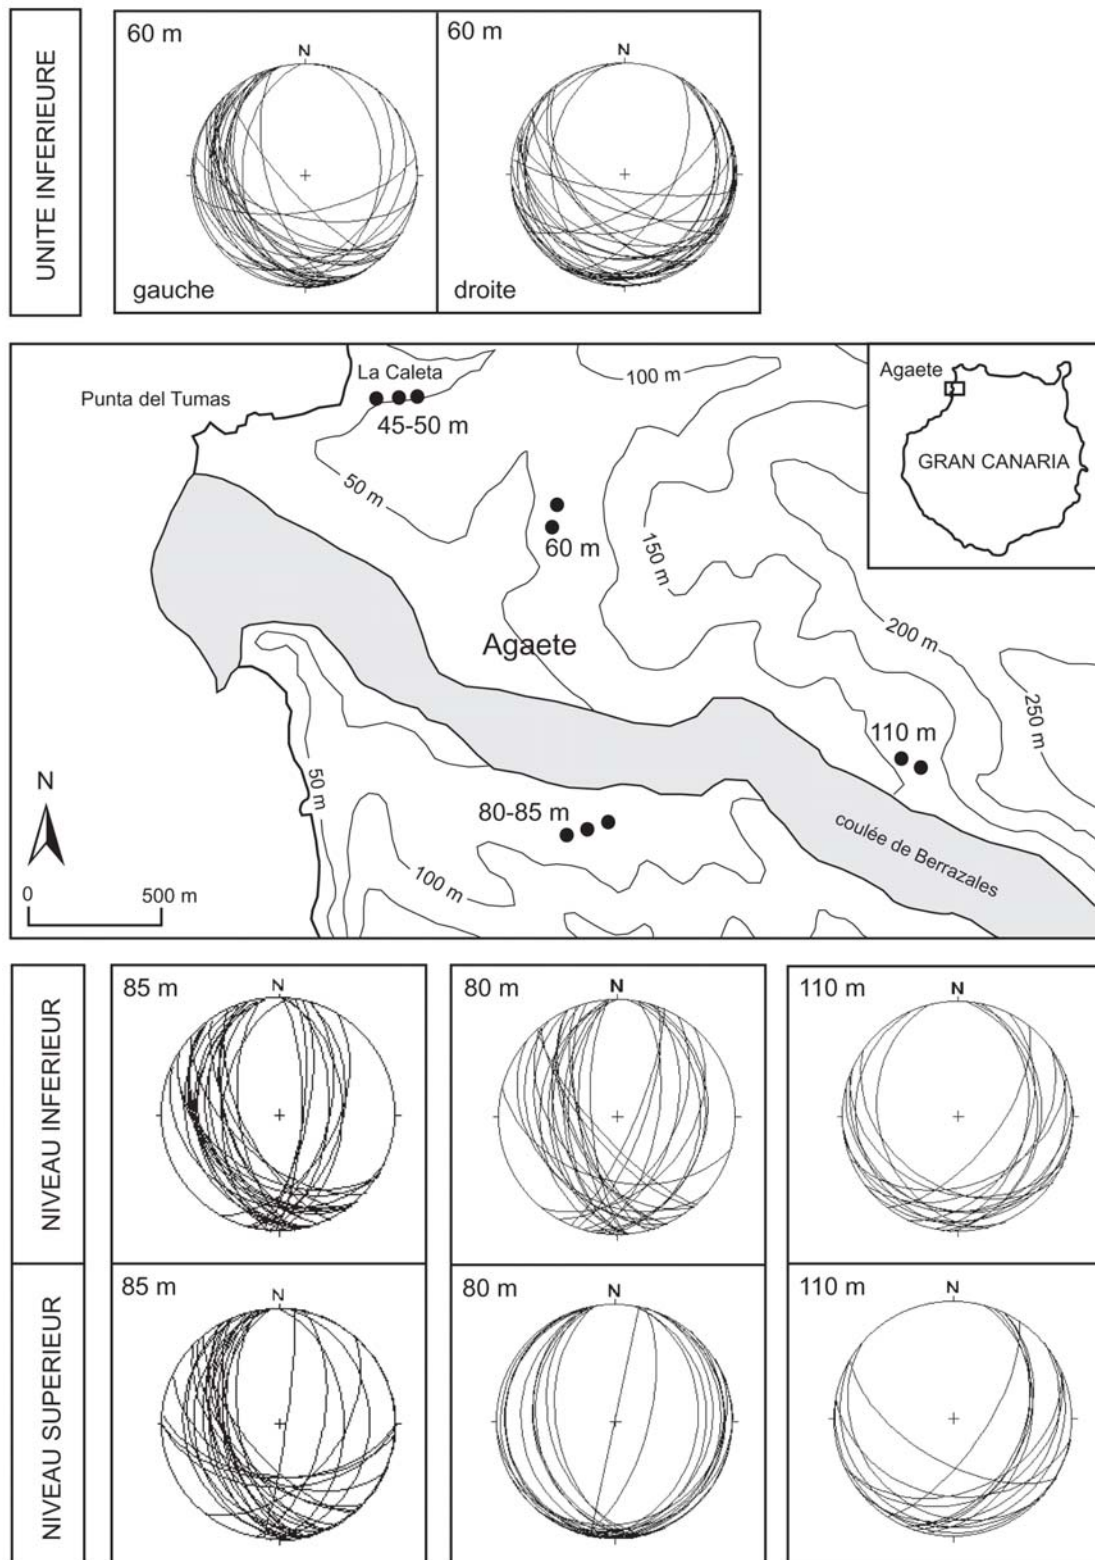 UNITE INFERIEURE
60 m
N
gauche
60 m
N
droite
Punta del Tumas
La Caleta
45-50 m
50 m
100 m
60 m
150 m
Agaete
200 m
250 m
110 m
80-85 m
50 m
100 m
coulée de Berrazales
N
0 500 m
Agaete
GRAN CANARIA
NIVEAU INFERIEUR
85 m
N
80 m
N
110 m
N
NIVEAU SUPERIEUR
85 m
N
80 m
N
110 m
N